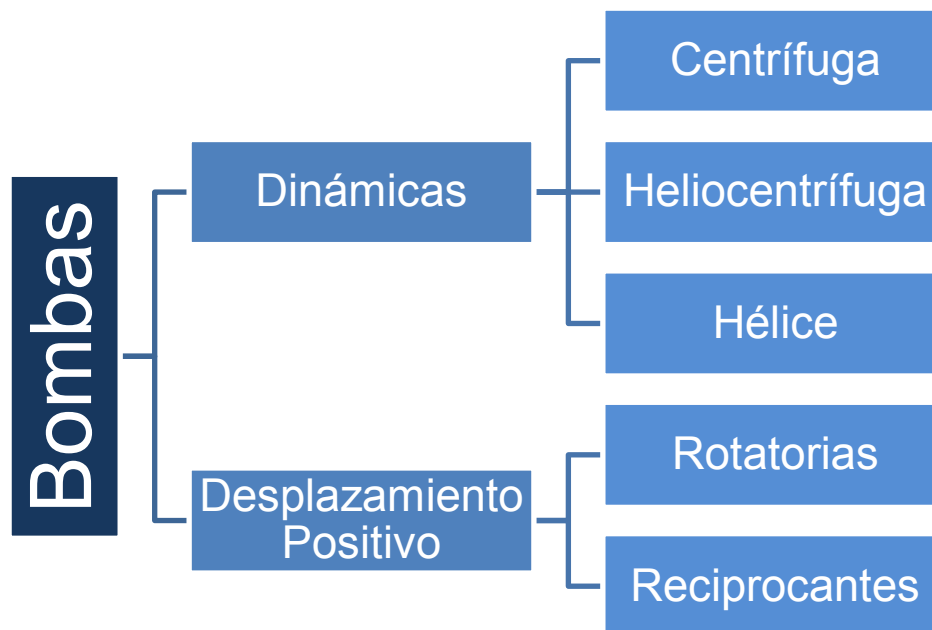 Bombas
Dinámicas
Centrífuga
Heliocentrífuga
Hélice
Desplazamiento
Positivo
Rotatorias
Reciprocantes